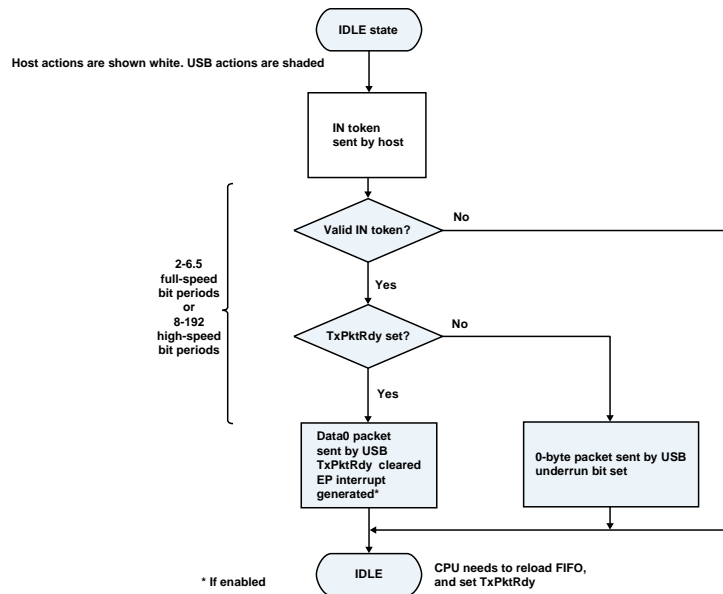 IDLE state
Host actions are shown white. USB actions are shaded
IN token
sent by host
Valid IN token?
No
Yes
2-6.5
full-speed
bit periods
or
8-192
high-speed
bit periods
TxPktRdy set?
No
Yes
Data0 packet
sent by USB
TxPktRdy cleared
EP interrupt
generated*
0-byte packet sent by USB
underrun bit set
IDLE
CPU needs to reload FIFO,
and set TxPktRdy
* If enabled